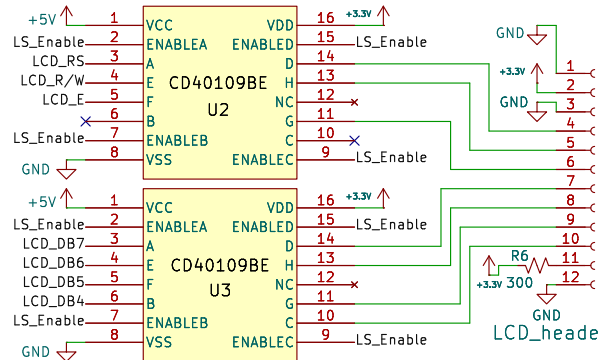 +5V 1 VCC VDD 16 +3.3V
LS_Enable 2 ENABLEA ENABLED 15 LS_Enable
LCD_RS 3 A D 14
LCD_R/W 4 E H 13
LCD_E 5 F NC 12
6 B G 11
LS_Enable 7 ENABLEB C 10
GND 8 VSS ENABLEC 9 LS_Enable
CD40109BE
U2
+5V 1 VCC VDD 16 +3.3V
LS_Enable 2 ENABLEA ENABLED 15 LS_Enable
LCD_DB7 3 A D 14
LCD_DB6 4 E H 13
LCD_DB5 5 F NC 12
LCD_DB4 6 B G 11
LS_Enable 7 ENABLEB C 10
GND 8 VSS ENABLEC 9 LS_Enable
CD40109BE
U3
GND 1
+3.3V 2
GND 3
4
5
6
7
8
9
10
R6 11
+3.3V 300 12
GND
LCD_heade